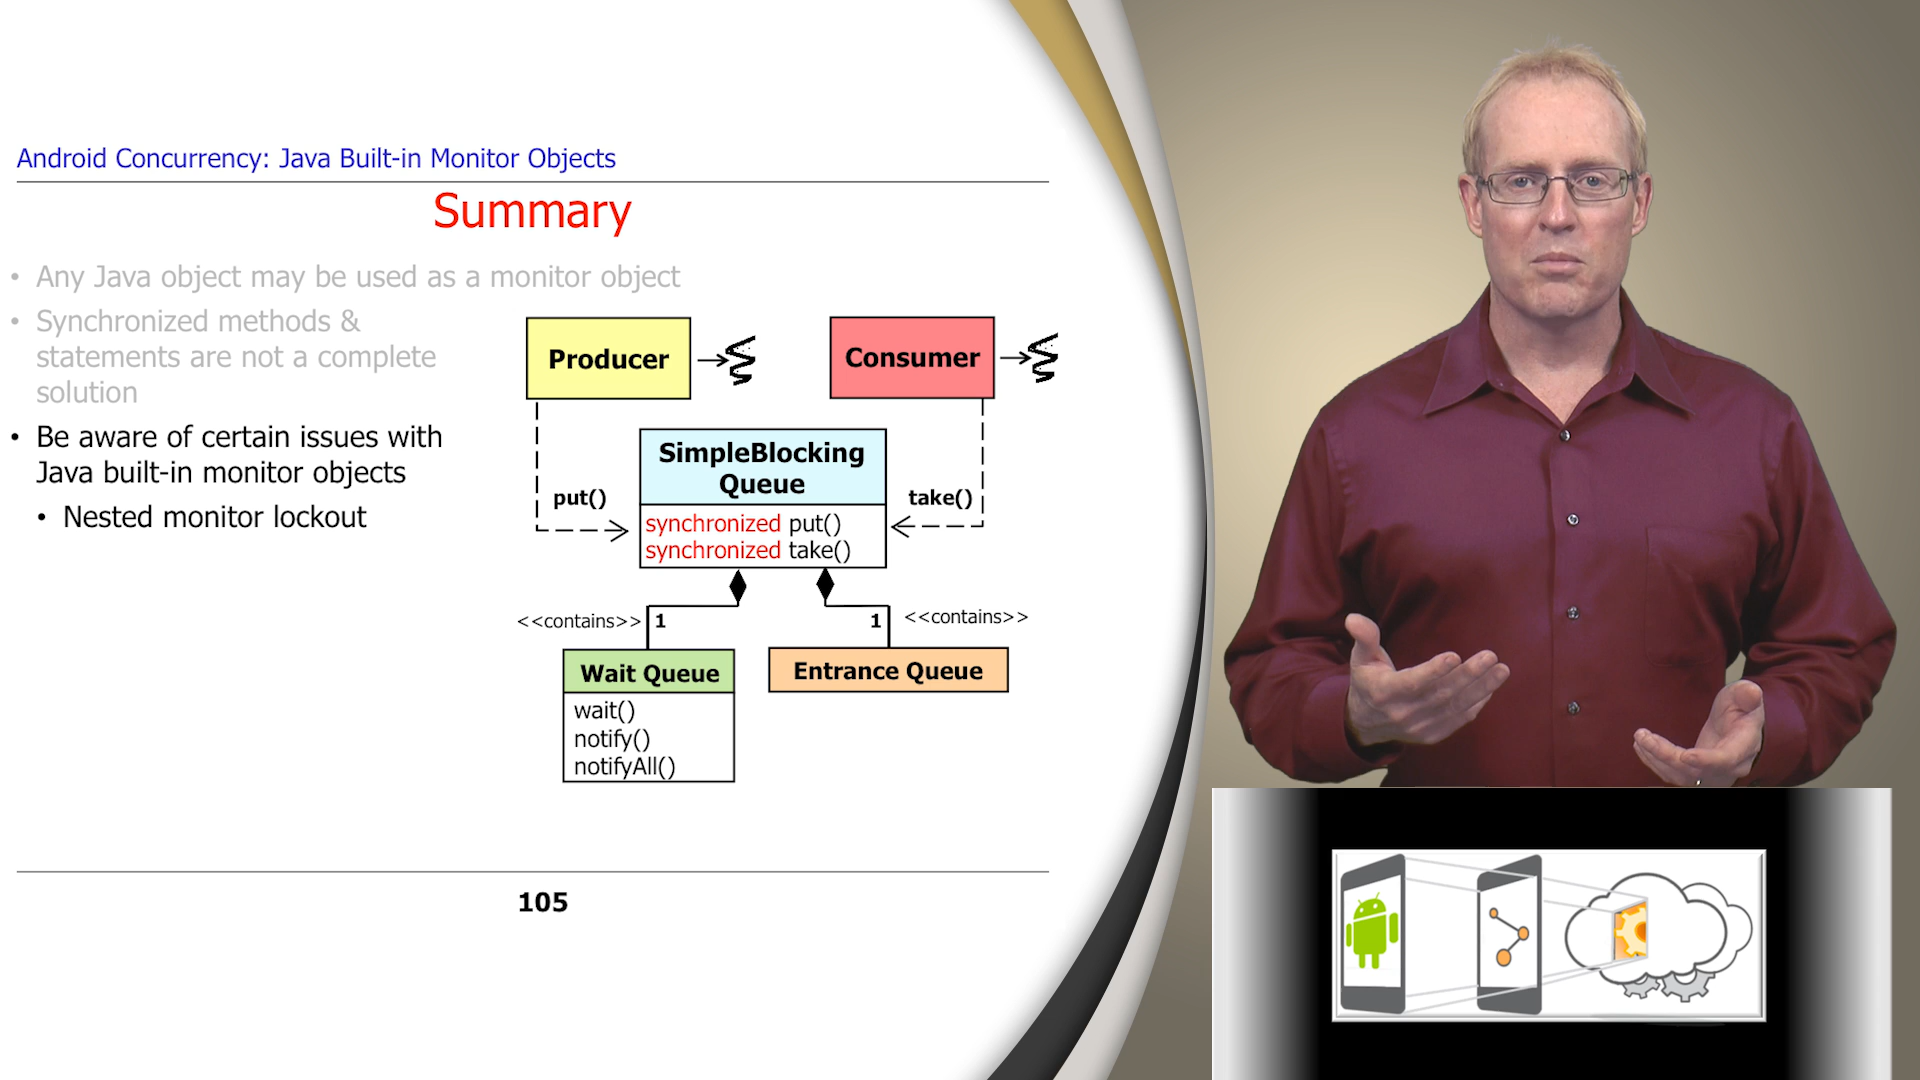 Android Concurrency: Java Built-in Monitor Objects
Summary
• Any Java object may be used as a monitor object
• Synchronized methods &
statements are not a complete
solution
• Be aware of certain issues with
Java built-in monitor objects
• Nested monitor lockout
Producer
Consumer
SimpleBlocking
Queue
put()
take()
synchronized put()
synchronized take()
<<contains>>
1
1
<<contains>>
Wait Queue
Entrance Queue
wait()
notify()
notifyAll()
105